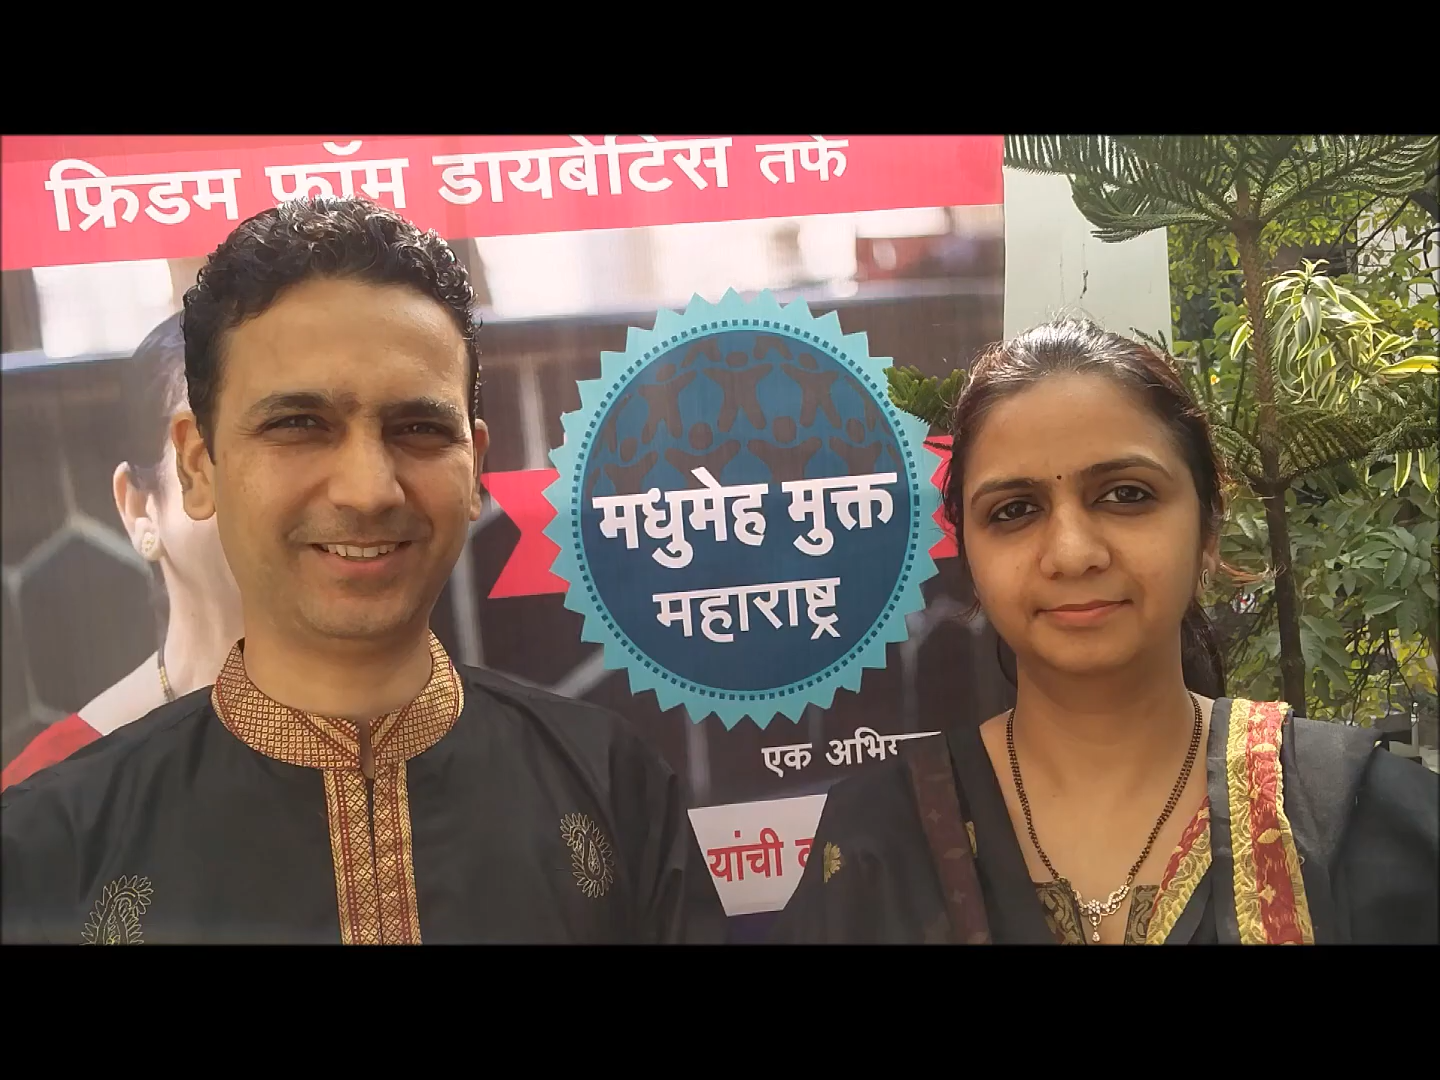 फ्रिडम फ्रॉम डायबेटिस तर्फे
मधुमेह मुक्त
महाराष्ट्र
एक
यांची